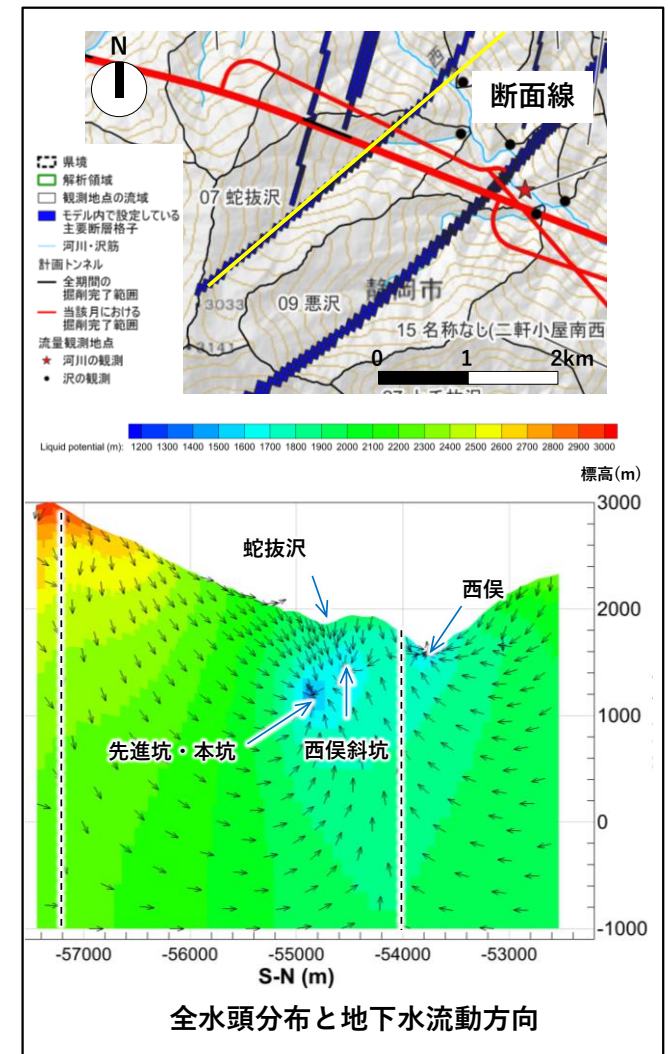 N
西
断面線
県境
解析領域
観測地点の流域
モデル内で設定している
主要断層格子
河川・沢筋
計画トンネル
全期間の
掘削完了範囲
当該月における
掘削完了範囲
流量観測地点
河川の観測
沢の観測
07 蛇抜沢
3033
09 悪沢
静岡市
15 名称なし(二軒小屋南西
0 1 2km
Liquid potential (m): 1200 1300 1400 1500 1600 1700 1800 1900 2000 2100 2200 2300 2400 2500 2600 2700 2800 2900 3000
標高(m)
3000
蛇抜沢
西俣
2000
1000
先進坑・本坑
西俣斜坑
0
-1000
-57000 -56000 -55000 -54000 -53000
S-N (m)
全水頭分布と地下水流動方向